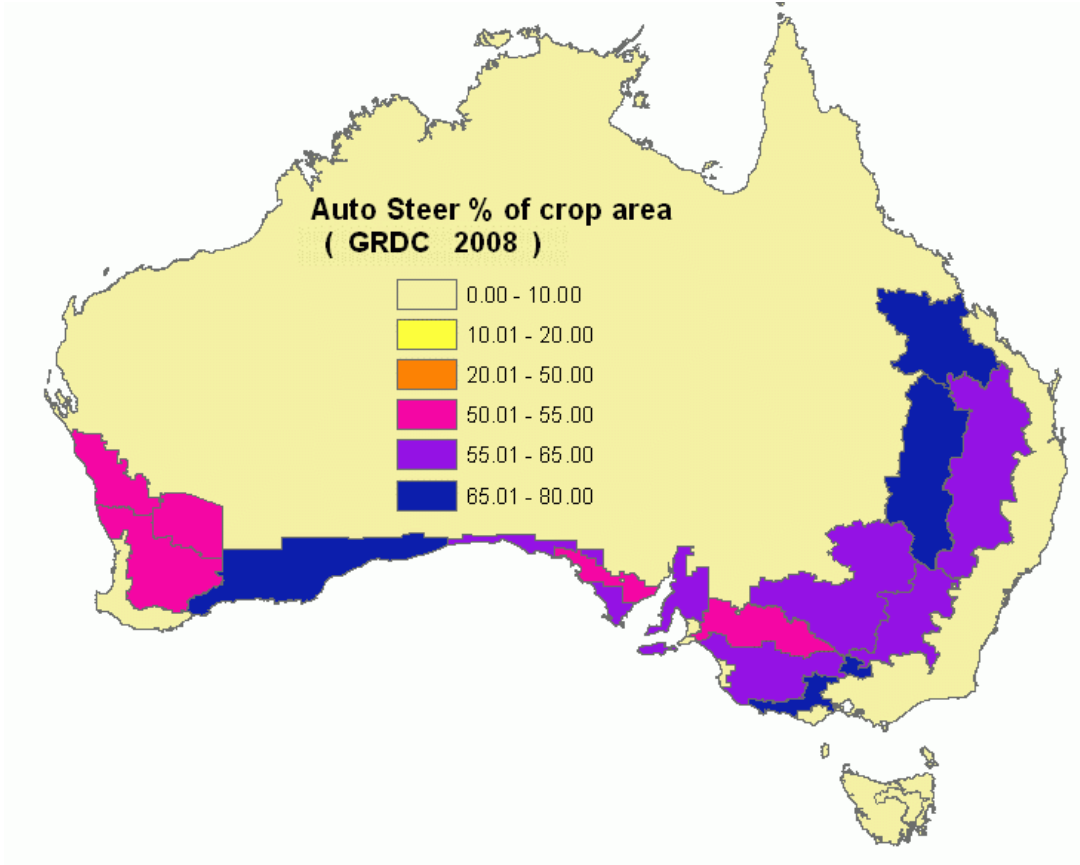 Auto Steer % of crop area
( GRDC 2008 )
0.00 - 10.00
10.01 - 20.00
20.01 - 50.00
50.01 - 55.00
55.01 - 65.00
65.01 - 80.00